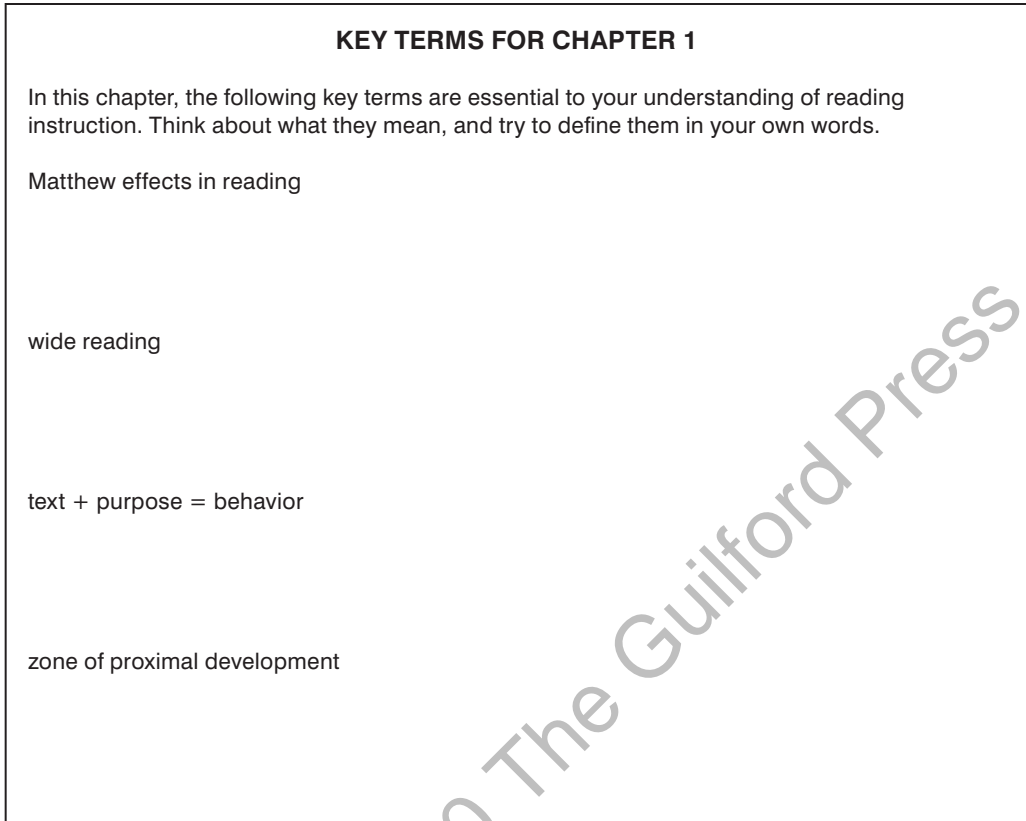 KEY TERMS FOR CHAPTER 1
In this chapter, the following key terms are essential to your understanding of reading
instruction. Think about what they mean, and try to define them in your own words.
Matthew effects in reading
wide reading
text + purpose = behavior
zone of proximal development
The Guilford Press